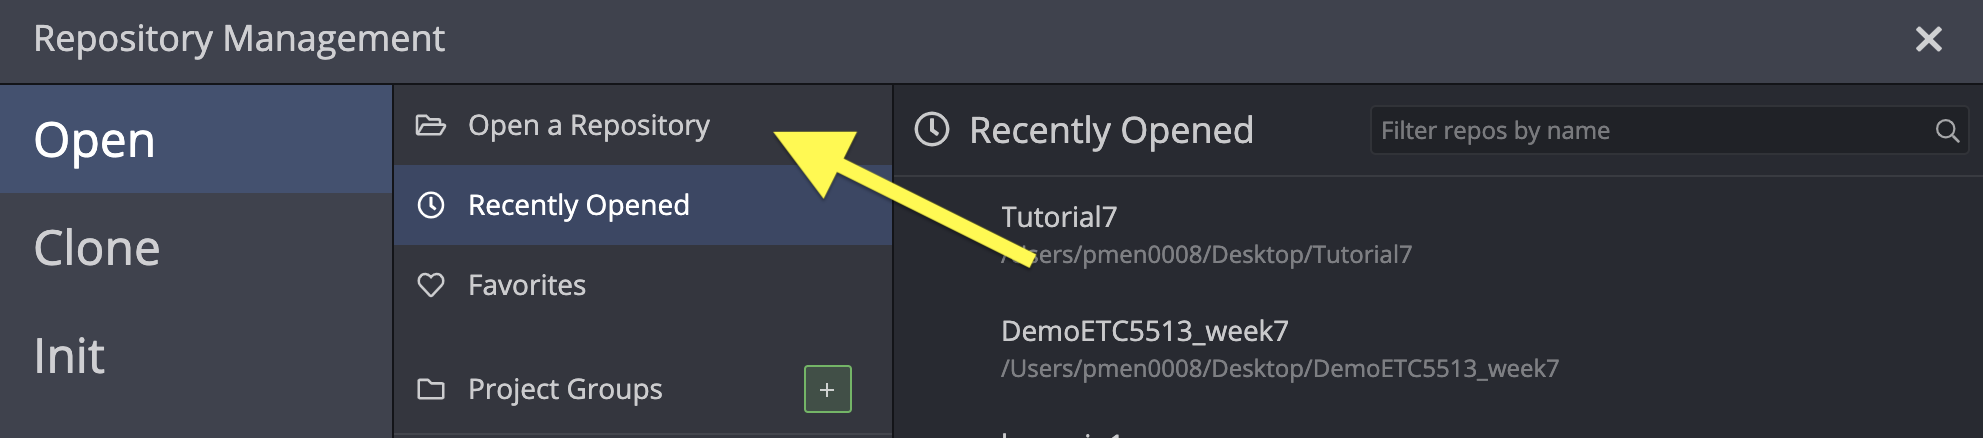 Repository Management
Open
Clone
Init
Open a Repository
Recently Opened
Favorites
Project Groups
Recently Opened
Filter repos by name
Tutorial7
/Users/pmen0008/Desktop/Tutorial7
DemoETC5513_week7
/Users/pmen0008/Desktop/DemoETC5513_week7